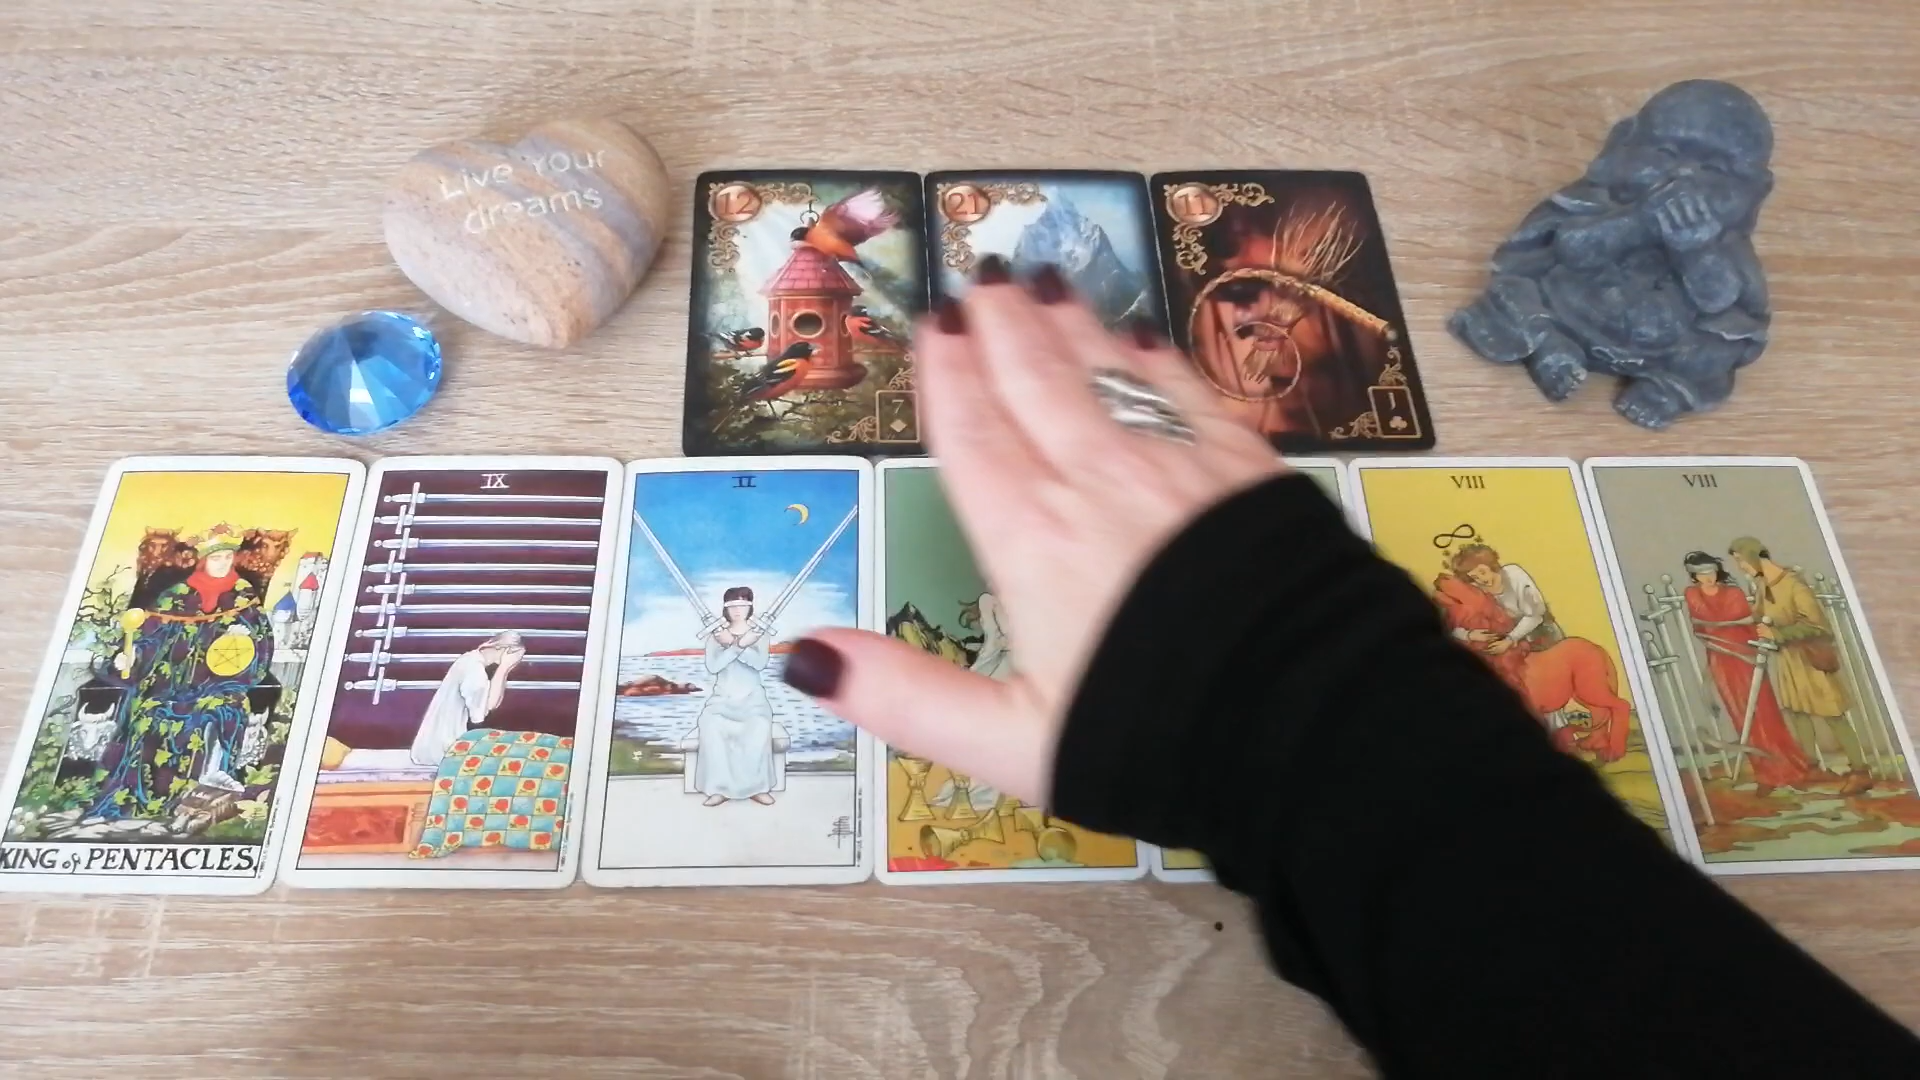 Live Your
dreams
12
21
11
7
J
IX
II
VIII
VIII
KING of PENTACLES.